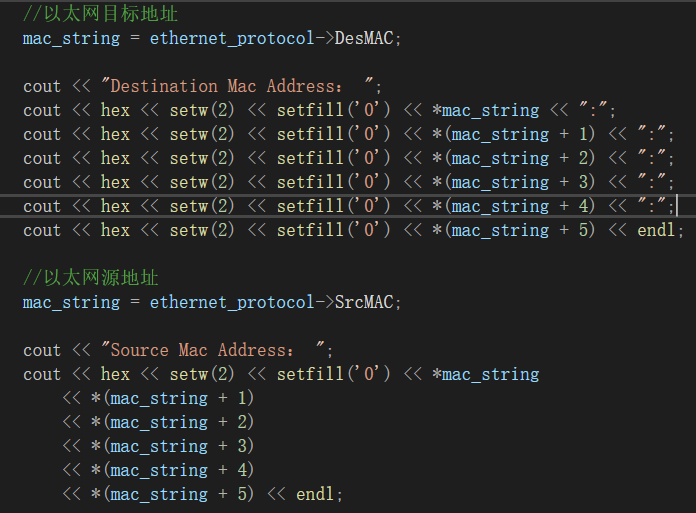 //以太网目标地址
mac_string = ethernet_protocol->DesMAC;
cout << "Destination Mac Address： ";
cout << hex << setw(2) << setfill('0') << *mac_string << ":";
cout << hex << setw(2) << setfill('0') << *(mac_string + 1) << ":";
cout << hex << setw(2) << setfill('0') << *(mac_string + 2) << ":";
cout << hex << setw(2) << setfill('0') << *(mac_string + 3) << ":";
cout << hex << setw(2) << setfill('0') << *(mac_string + 4) << ":";
cout << hex << setw(2) << setfill('0') << *(mac_string + 5) << endl;
//以太网源地址
mac_string = ethernet_protocol->SrcMAC;
cout << "Source Mac Address： ";
cout << hex << setw(2) << setfill('0') << *mac_string
<< *(mac_string + 1)
<< *(mac_string + 2)
<< *(mac_string + 3)
<< *(mac_string + 4)
<< *(mac_string + 5) << endl;